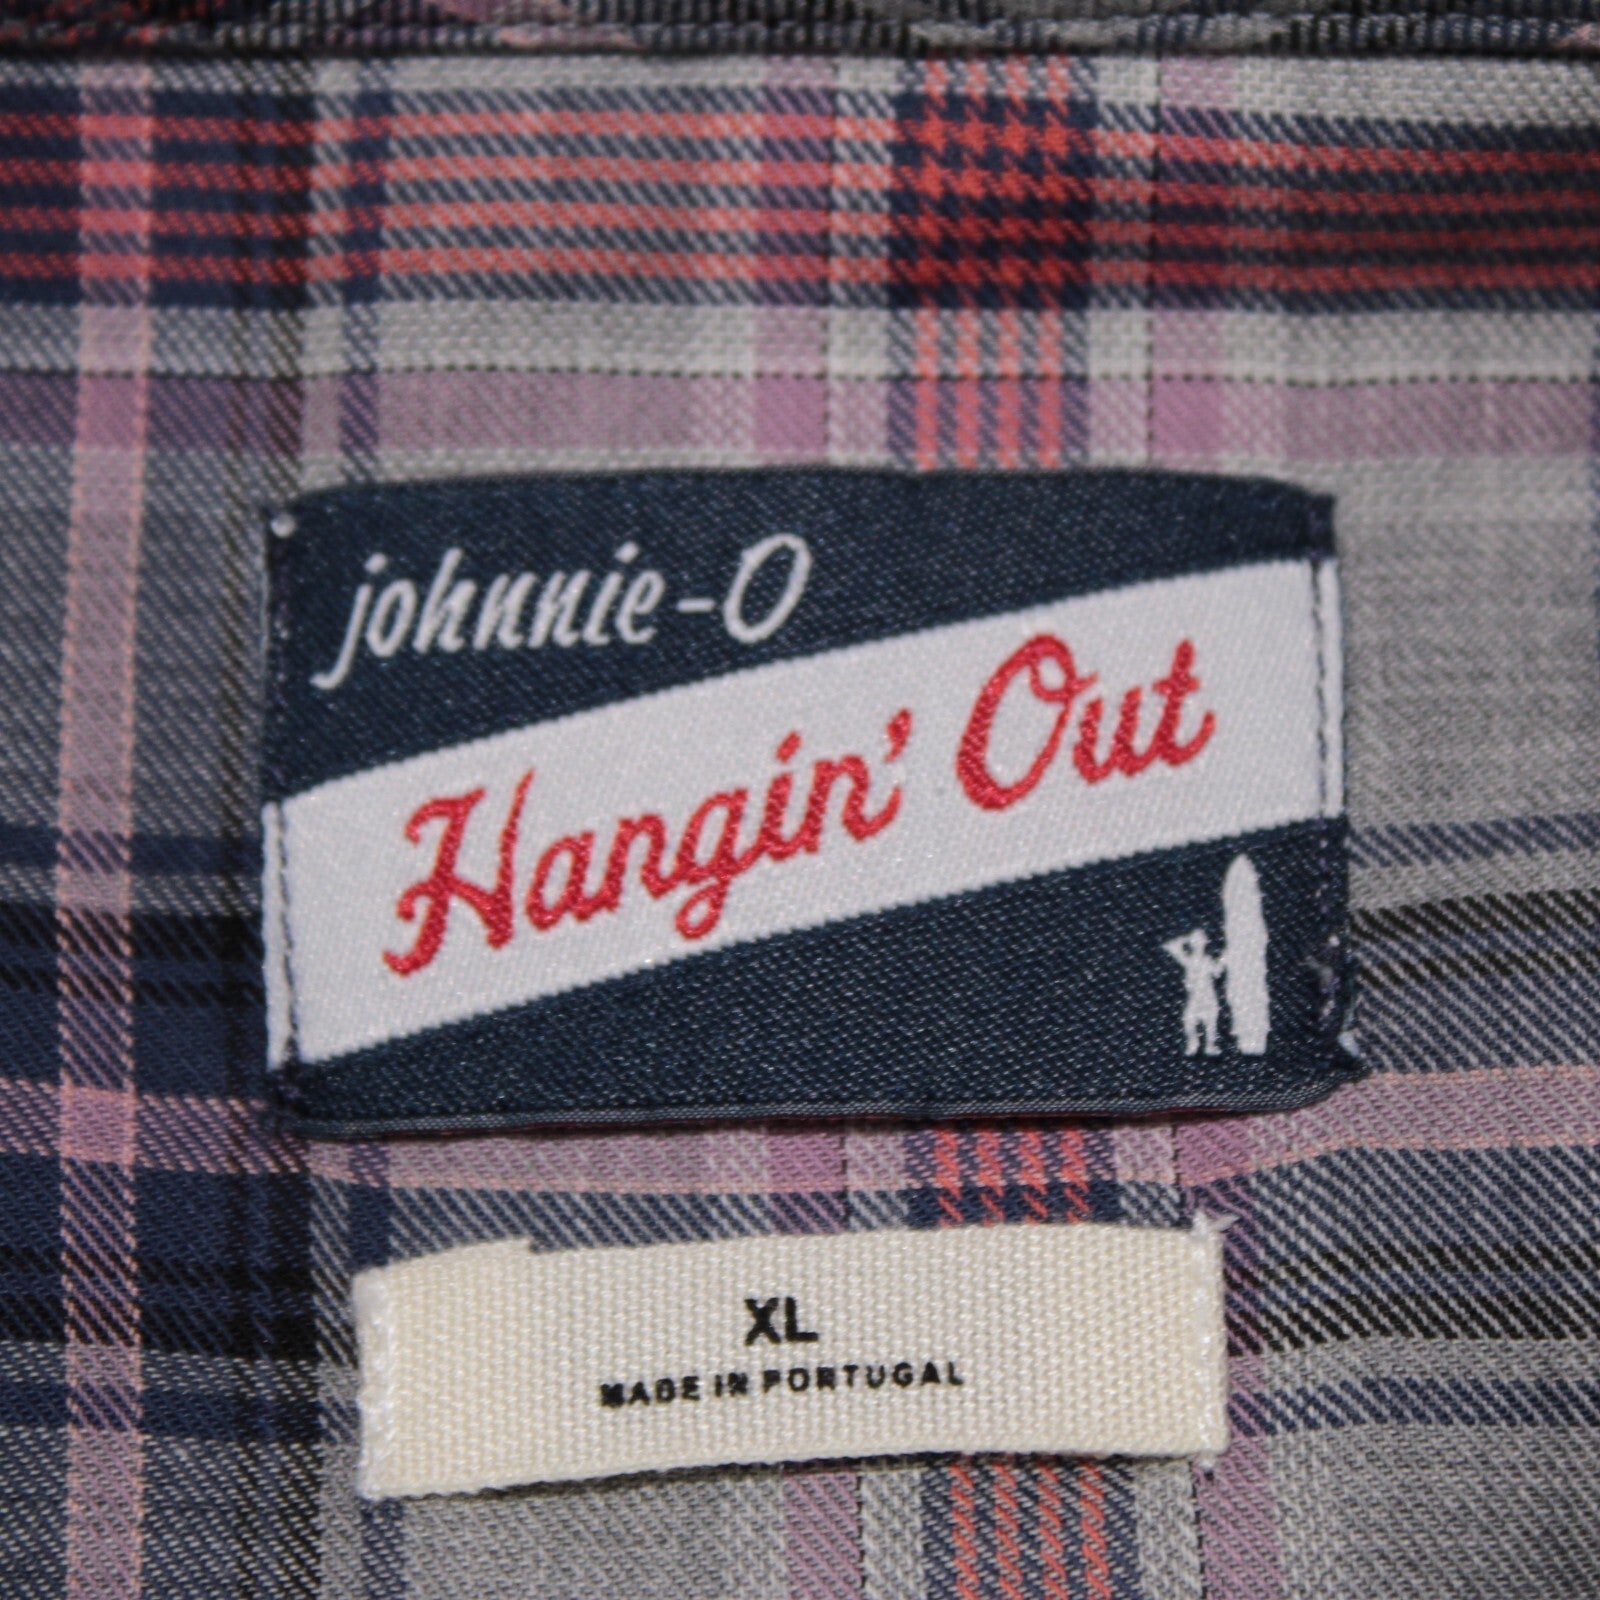 johnnie-O
Hangin' Out
XL
MADE IN PORTUGAL